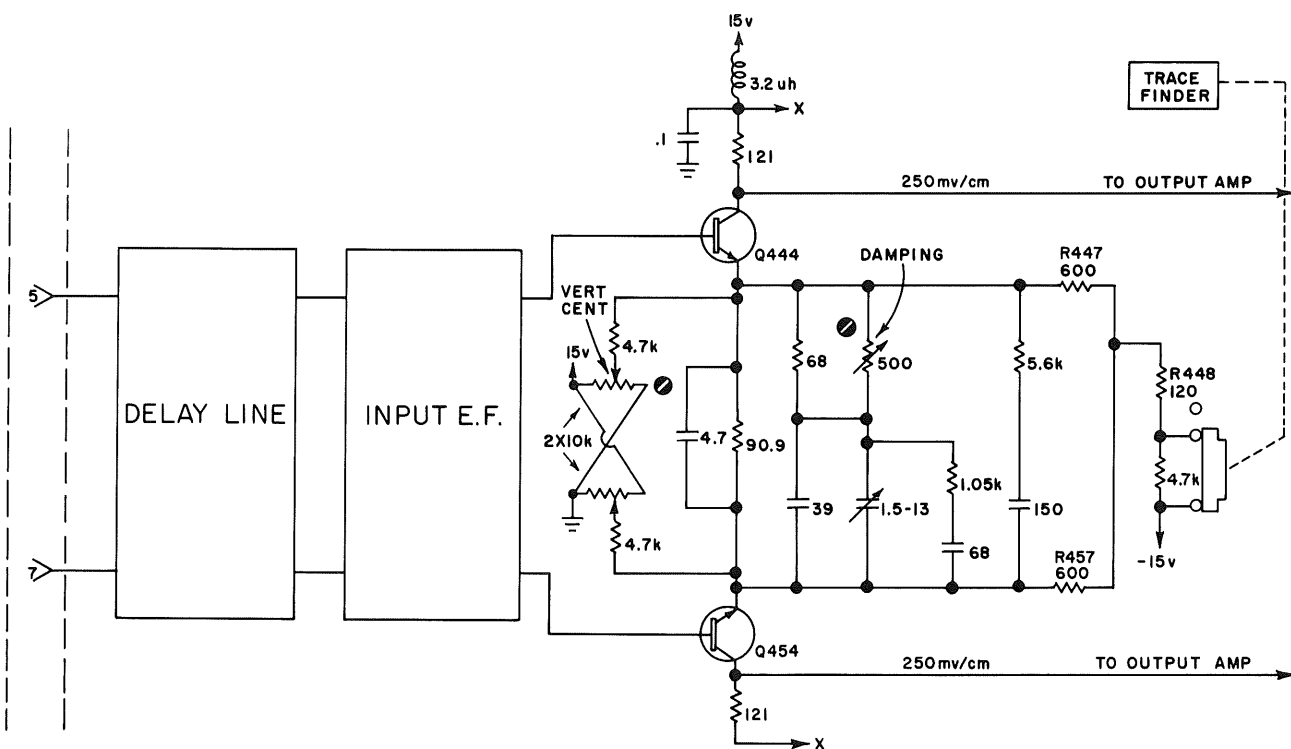 15v
3.2uh
X
TRACE
FINDER
.1
121
250mv/cm
TO OUTPUT AMP
Q444
DAMPING
R447
600
5
VERT
CENT
4.7k
15v
68
500
5.6k
R448
120
DELAY LINE
INPUT E.F.
2X10k
4.7
90.9
4.7k
1.05k
39
1.5-13
150
4.7k
68
-15v
7
R457
600
Q454
250mv/cm
TO OUTPUT AMP
121
X